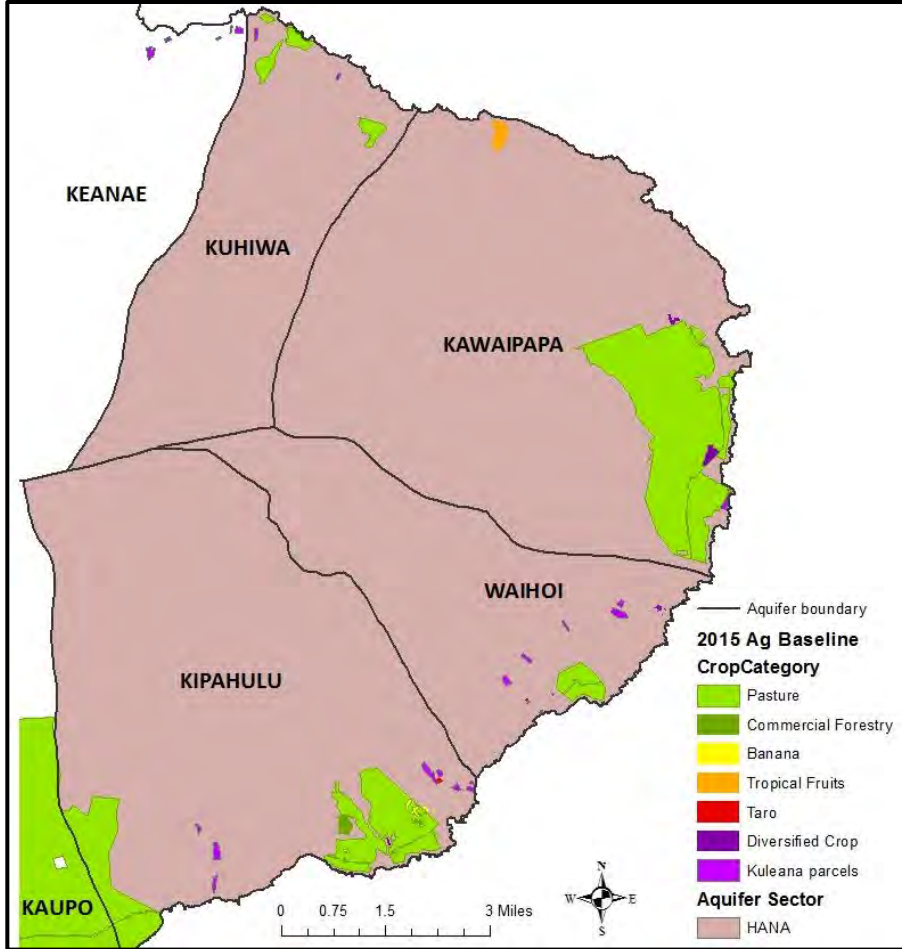 KEANAE
KUHIWA
KAWAIPAPA
WAIHOI
KIPAHULU
KAUPO
Aquifer boundary
2015 Ag Baseline
CropCategory
Pasture
Commercial Forestry
Banana
Tropical Fruits
Taro
Diversified Crop
Kuleana parcels
Aquifer Sector
HANA
N
W E
S
0 0.75 1.5 3 Miles